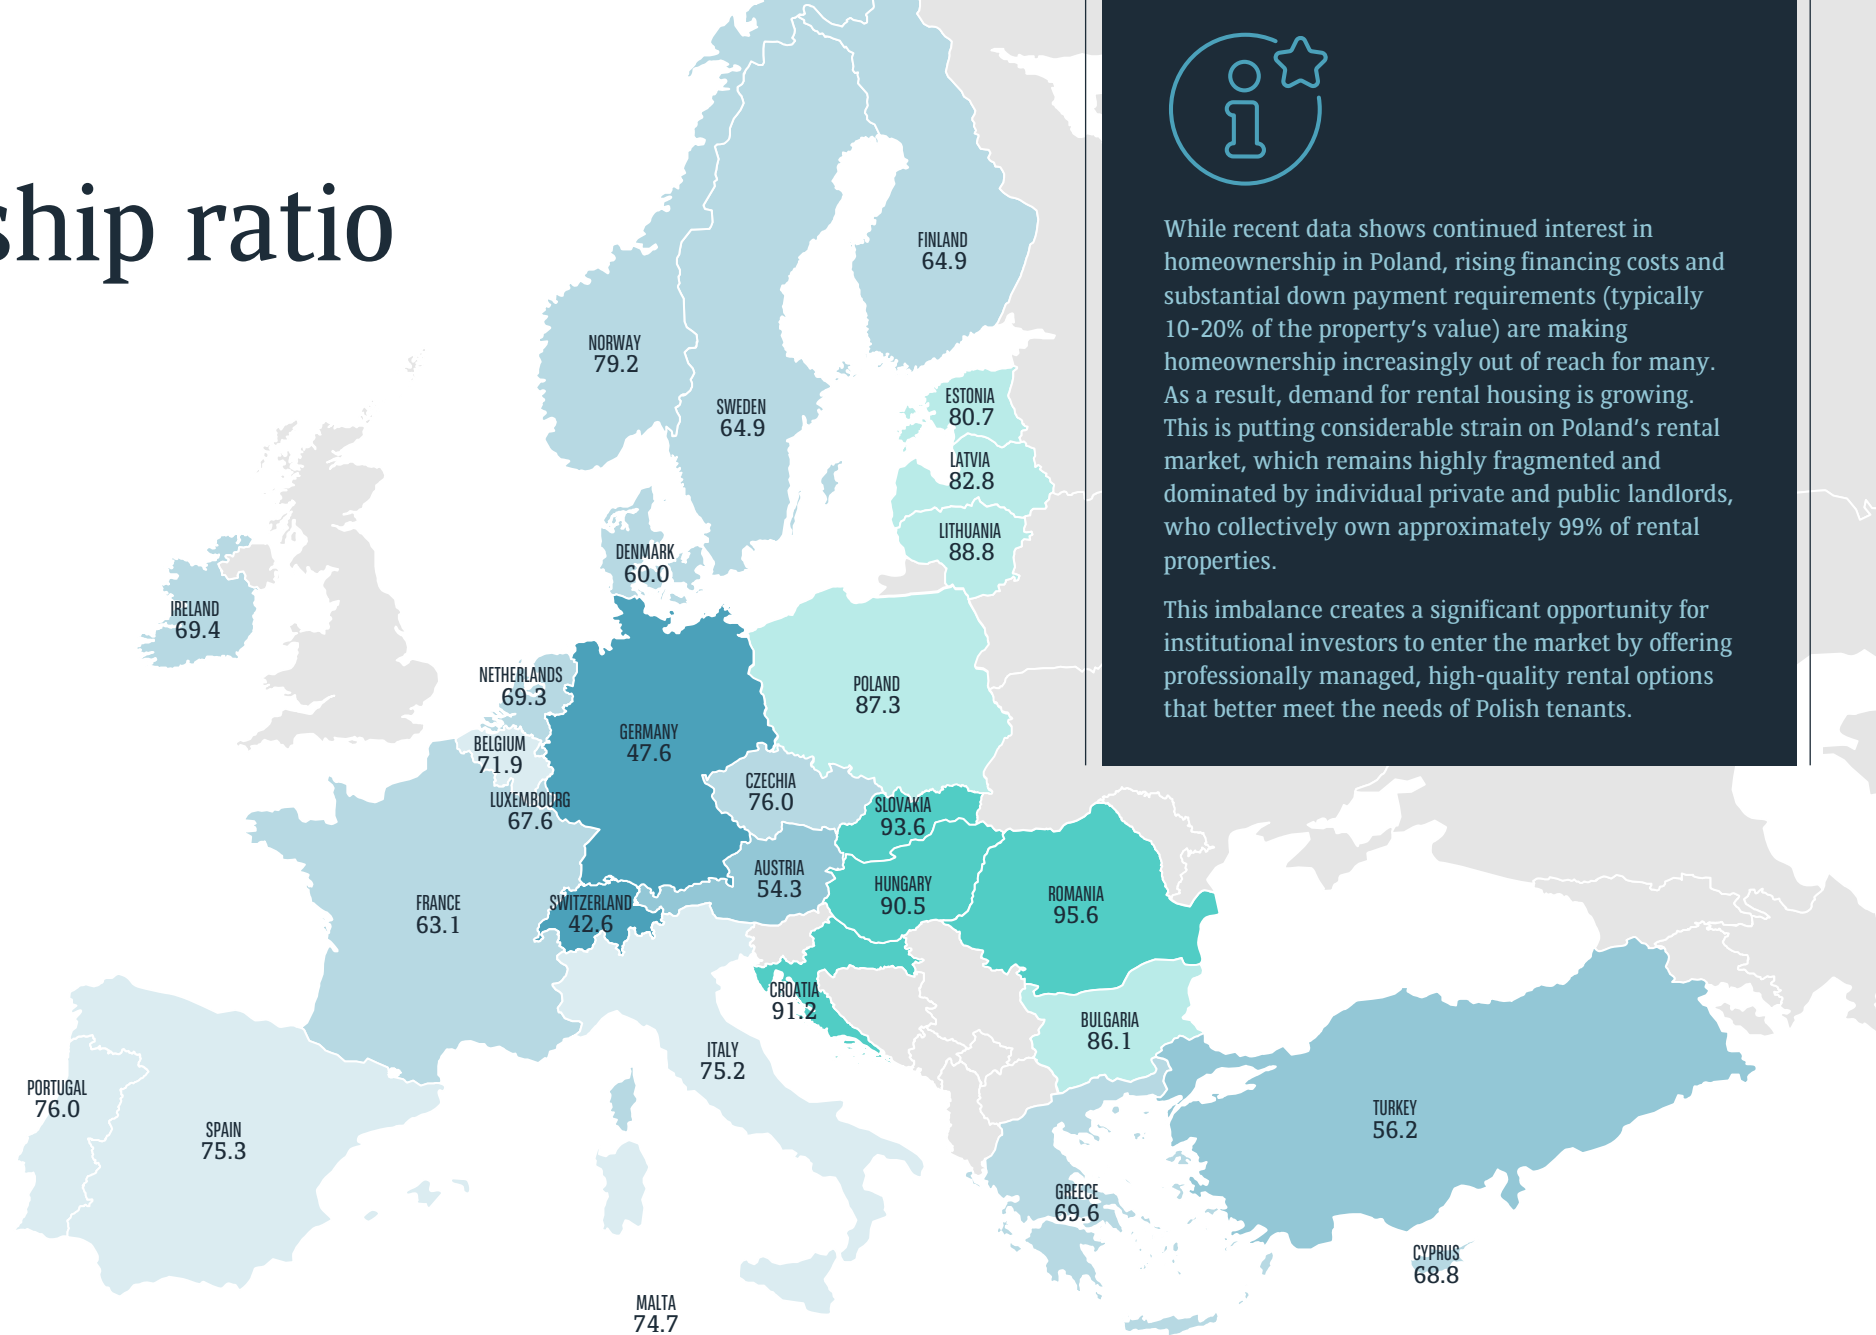 ship ratio
FINLAND
64.9
NORWAY
79.2
SWEDEN
64.9
ESTONIA
80.7
LATVIA
82.8
LITHUANIA
88.8
DENMARK
60.0
IRELAND
69.4
NETHERLANDS
69.3
POLAND
87.3
GERMANY
47.6
BELGIUM
71.9
LUXEMBOURG
67.6
CZECHIA
76.0
SLOVAKIA
93.6
AUSTRIA
54.3
HUNGARY
90.5
ROMANIA
95.6
FRANCE
63.1
SWITZERLAND
42.6
CROATIA
91.2
BULGARIA
86.1
ITALY
75.2
PORTUGAL
76.0
SPAIN
75.3
TURKEY
56.2
GREECE
69.6
CYPRUS
68.8
MALTA
74.7
While recent data shows continued interest in
homeownership in Poland, rising financing costs and
substantial down payment requirements (typically
10-20% of the property’s value) are making
homeownership increasingly out of reach for many.
As a result, demand for rental housing is growing.
This is putting considerable strain on Poland’s rental
market, which remains highly fragmented and
dominated by individual private and public landlords,
who collectively own approximately 99% of rental
properties.
This imbalance creates a significant opportunity for
institutional investors to enter the market by offering
professionally managed, high-quality rental options
that better meet the needs of Polish tenants.